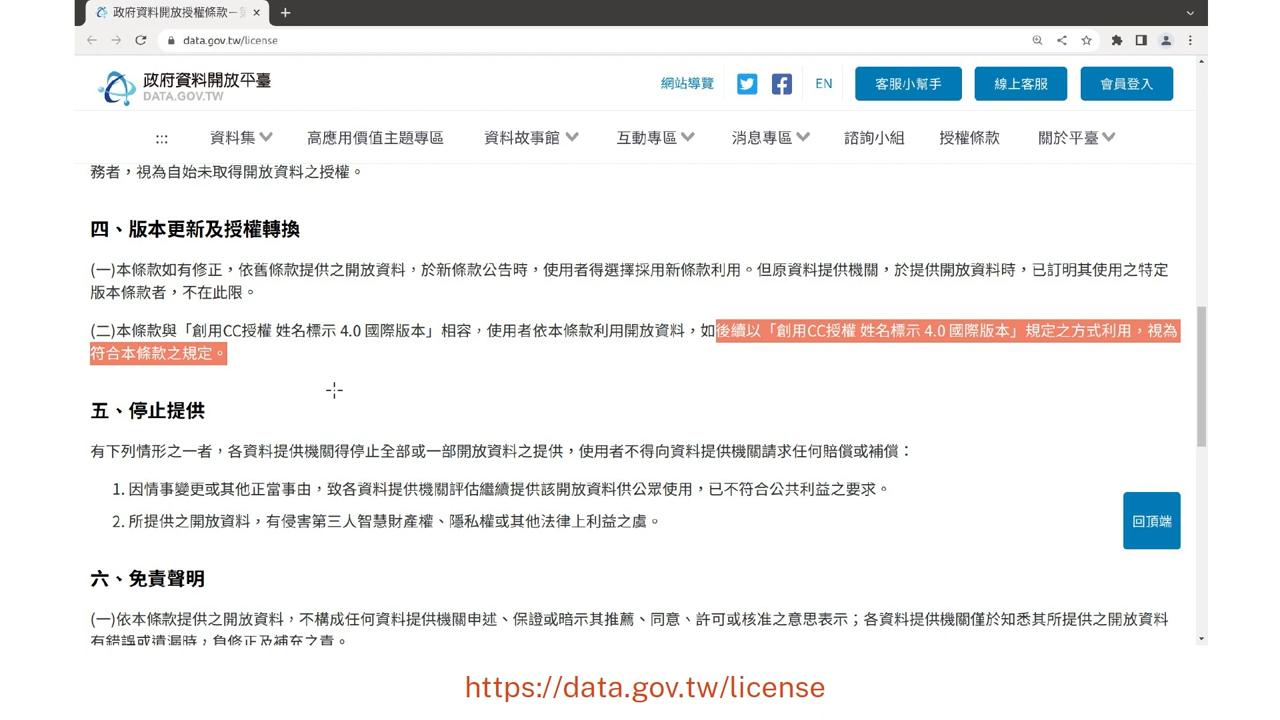 政府資料開放授權條款－
data.gov.tw/license
政府資料開放平臺
DATA.GOV.TW
網站導覽
EN
客服小幫手
線上客服
會員登入
:::
資料集
高應用價值主題專區
資料故事館
互動專區
消息專區
諮詢小組
授權條款
關於平臺
務者，視為自始未取得開放資料之授權。
四、版本更新及授權轉換
(一)本條款如有修正，依舊條款提供之開放資料，於新條款公告時，使用者得選擇採用新條款利用。但原資料提供機關，於提供開放資料時，已訂明其使用之特定
版本條款者，不在此限。
(二)本條款與「創用CC授權 姓名標示 4.0 國際版本」相容，使用者依本條款利用開放資料，如後續以「創用CC授權 姓名標示 4.0 國際版本」規定之方式利用，視為
符合本條款之規定。
五、停止提供
有下列情形之一者，各資料提供機關得停止全部或一部開放資料之提供，使用者不得向資料提供機關請求任何賠償或補償：
1. 因情事變更或其他正當事由，致各資料提供機關評估繼續提供該開放資料供公眾使用，已不符合公共利益之要求。
2. 所提供之開放資料，有侵害第三人智慧財產權、隱私權或其他法律上利益之虞。
回頂端
六、免責聲明
(一)依本條款提供之開放資料，不構成任何資料提供機關申述、保證或暗示其推薦、同意、許可或核准之意思表示；各資料提供機關僅於知悉其所提供之開放資料
有錯誤或遺漏時，負修正及補充之責。
https://data.gov.tw/license